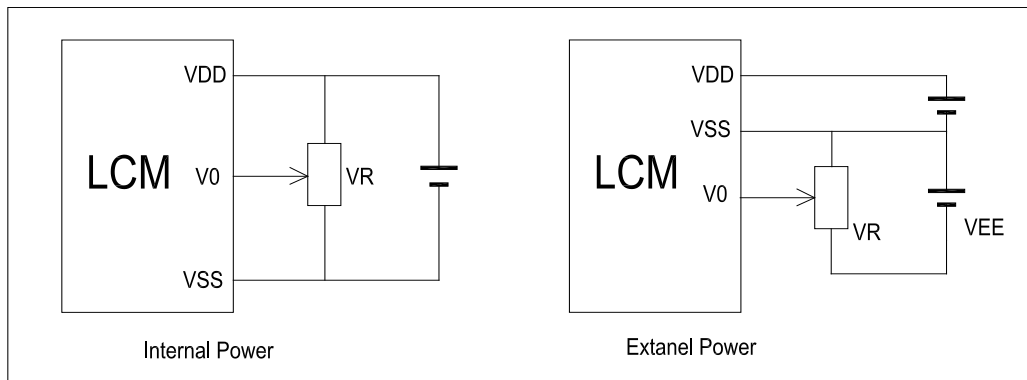 VDD
LCM
V0
VR
VSS
Internal Power
VDD
VSS
LCM
V0
VR
VEE
Extanel Power